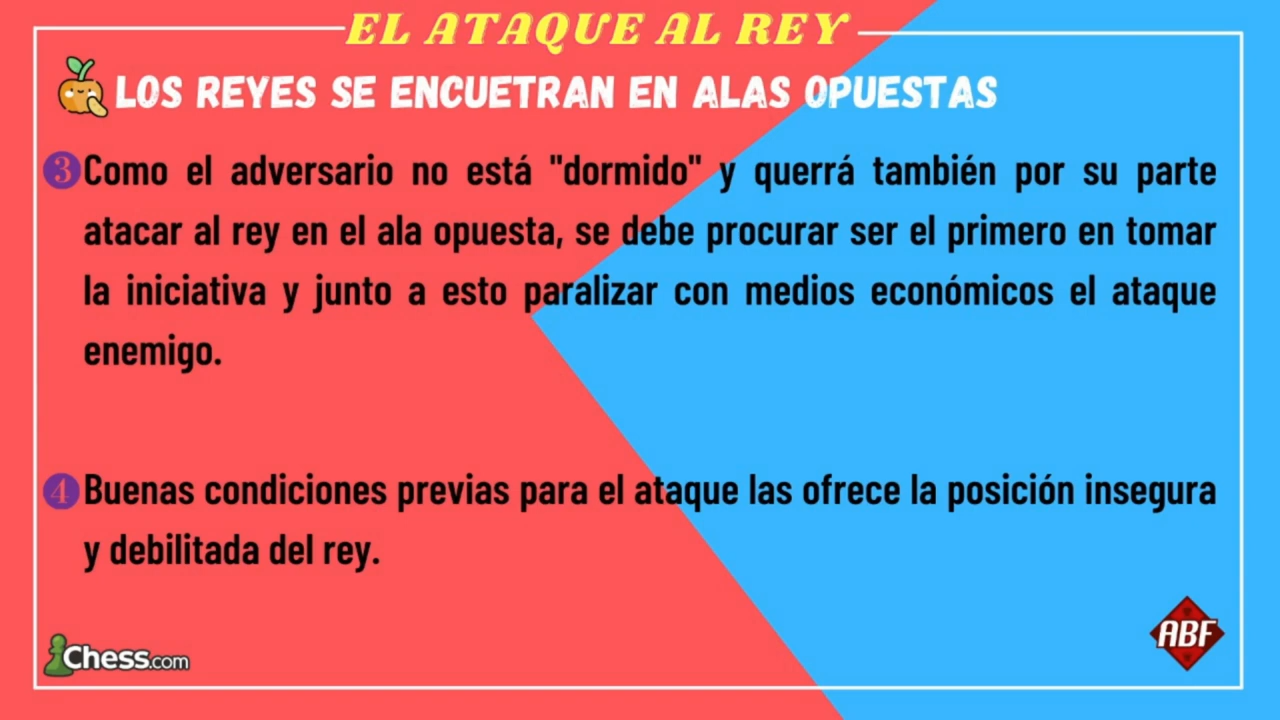 EL ATAQUE AL REY
LOS REYES SE ENCUETRAN EN ALAS OPUESTAS
3 Como el adversario no está "dormido" y querrá también por su parte
atacar al rey en el ala opuesta, se debe procurar ser el primero en tomar
la iniciativa y junto a esto paralizar con medios económicos el ataque
enemigo.
4 Buenas condiciones previas para el ataque las ofrece la posición insegura
y debilitada del rey.
Chess.com
ABF